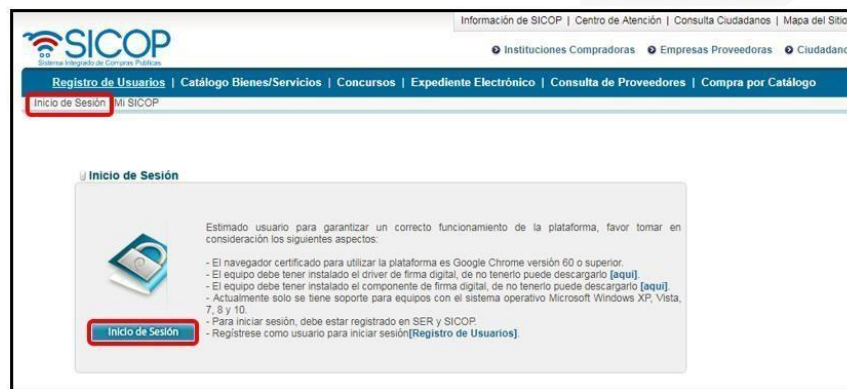 Información de SICOP | Centro de Atención | Consulta Ciudadanos | Mapa del Sitio
SICOP
Sistema Integrado de Compras Públicas
Instituciones Compradoras Empresas Proveedoras Ciudadano
Registro de Usuarios | Catálogo Bienes/Servicios | Concursos | Expediente Electrónico | Consulta de Proveedores | Compra por Catálogo
Inicio de Sesión Mi SICOP
Inicio de Sesión
Estimado usuario para garantizar un correcto funcionamiento de la plataforma, favor tomar en
consideración los siguientes aspectos:
- El navegador certificado para utilizar la plataforma es Google Chrome versión 60 o superior.
- El equipo debe tener instalado el driver de firma digital, de no tenerlo puede descargarlo [aquí].
- El equipo debe tener instalado el componente de firma digital, de no tenerlo puede descargarlo [aquí].
- Actualmente solo se tiene soporte para equipos con el sistema operativo Microsoft Windows XP, Vista,
7, 8 y 10.
- Para iniciar sesión, debe estar registrado en SER y SICOP.
- Regístrese como usuario para iniciar sesión[Registro de Usuarios].
Inicio de Sesión